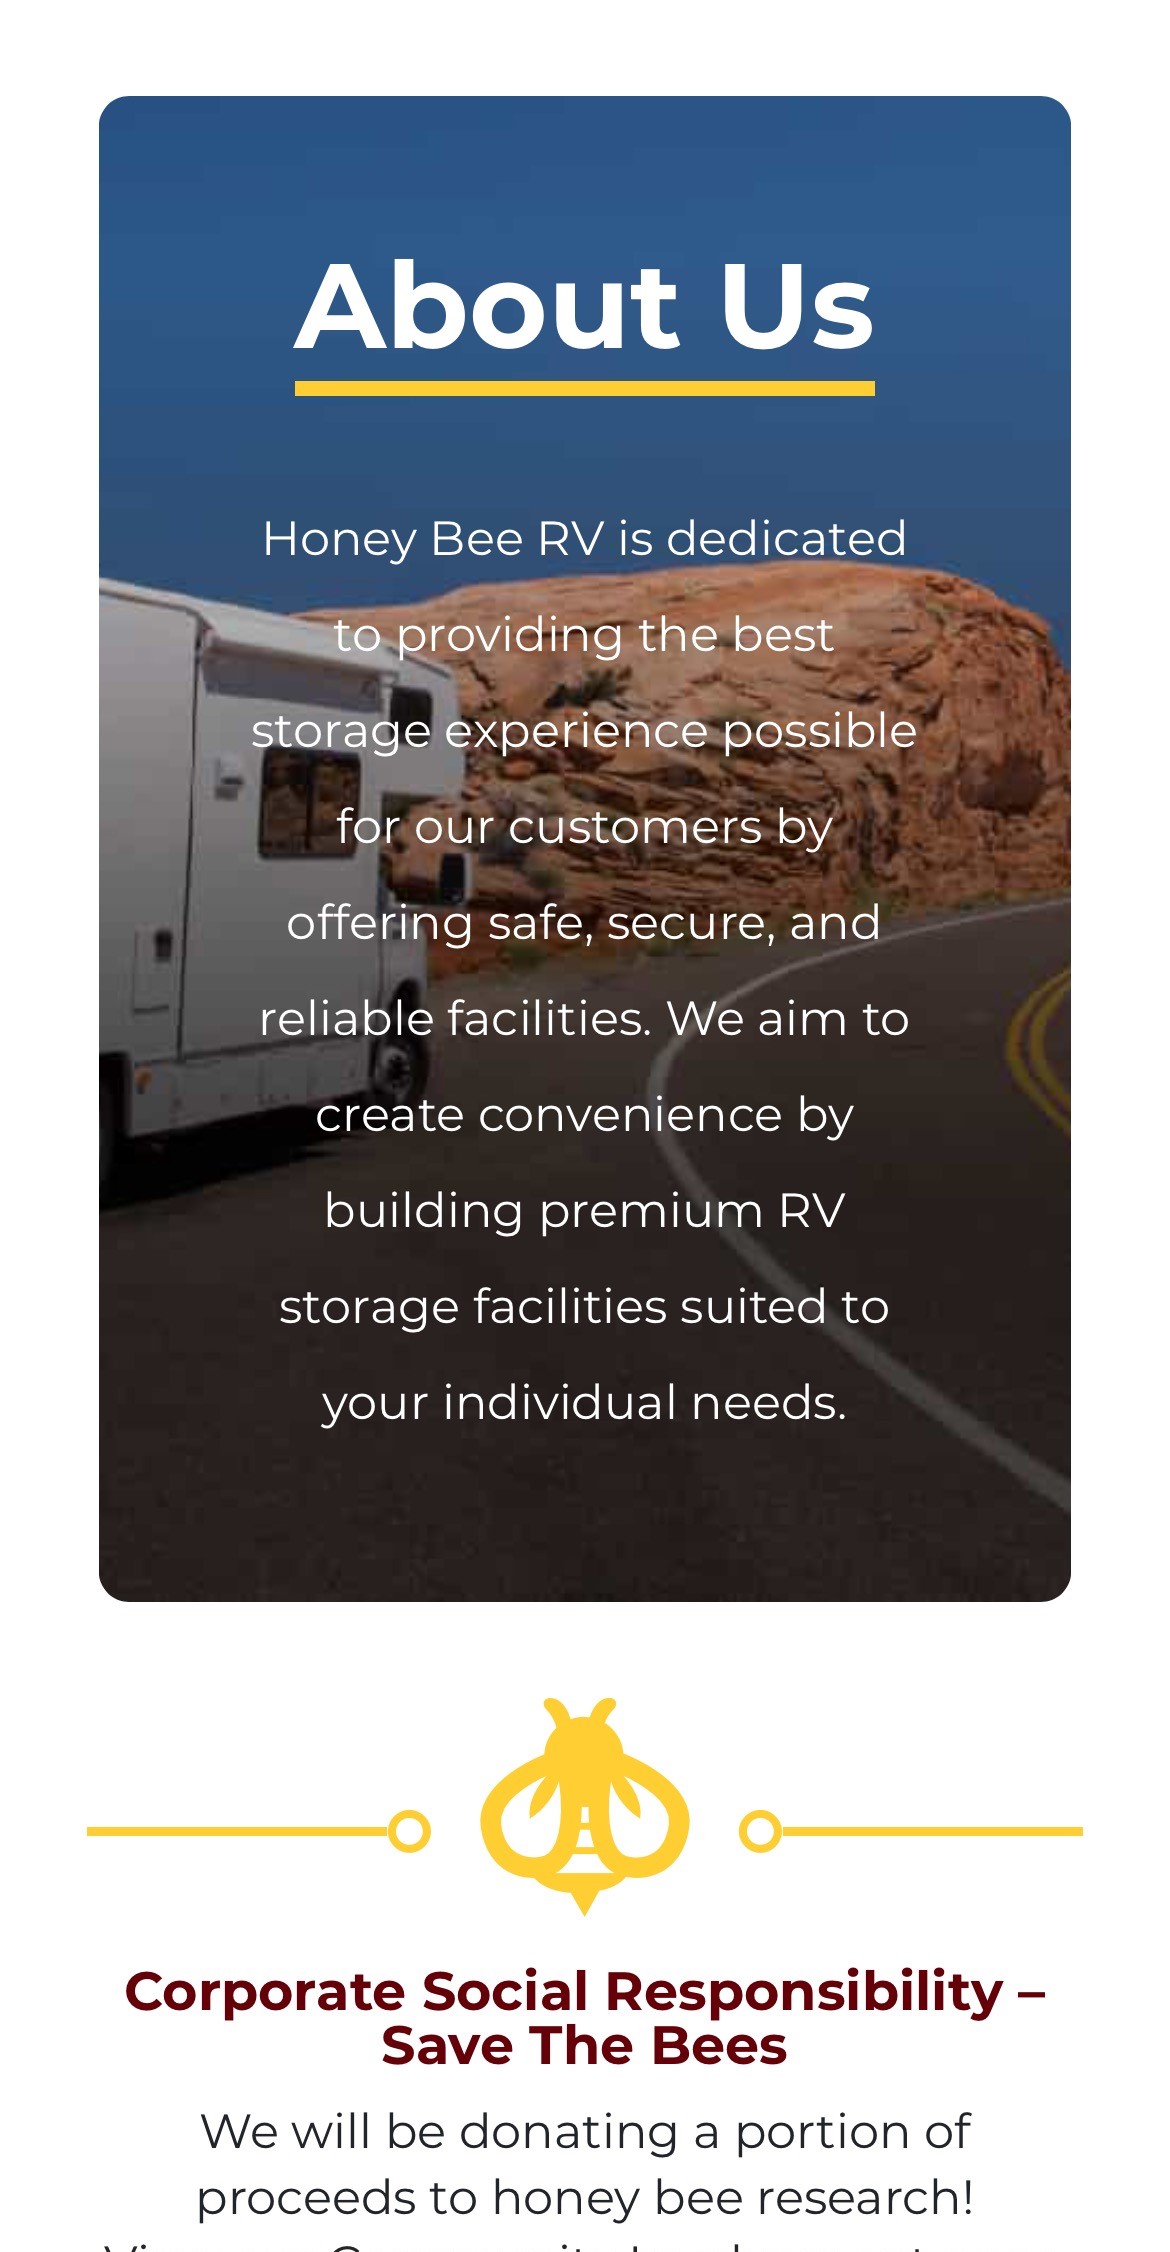 About Us
Honey Bee RV is dedicated
to providing the best
storage experience possible
for our customers by
offering safe, secure, and
reliable facilities. We aim to
create convenience by
building premium RV
storage facilities suited to
your individual needs.
Corporate Social Responsibility –
Save The Bees
We will be donating a portion of
proceeds to honey bee research!